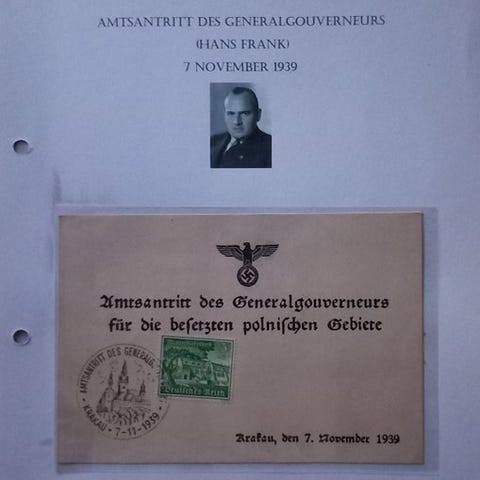 AMTSANTRITT DES GENERALGOUVERNEURS
(HANS FRANK)
7 NOVEMBER 1939
Amtsantritt des Generalgouverneurs
für die besetzten polnischen Gebiete
AMTSANTRITT DES GENERALG
KRAKAU · 7-11-1939
Deutsches Reich
Krakau, den 7. November 1939